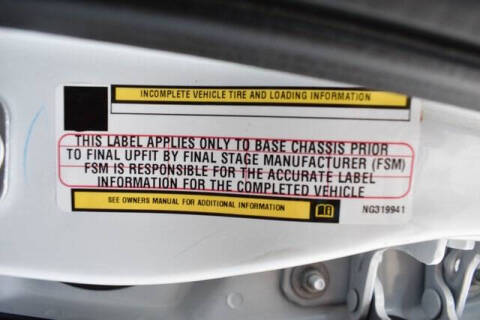 INCOMPLETE VEHICLE TIRE AND LOADING INFORMATION
THIS LABEL APPLIES ONLY TO BASE CHASSIS PRIOR
TO FINAL UPFIT BY FINAL STAGE MANUFACTURER (FSM)
FSM IS RESPONSIBLE FOR THE ACCURATE LABEL
INFORMATION FOR THE COMPLETED VEHICLE
SEE OWNERS MANUAL FOR ADDITIONAL INFORMATION
NG319941